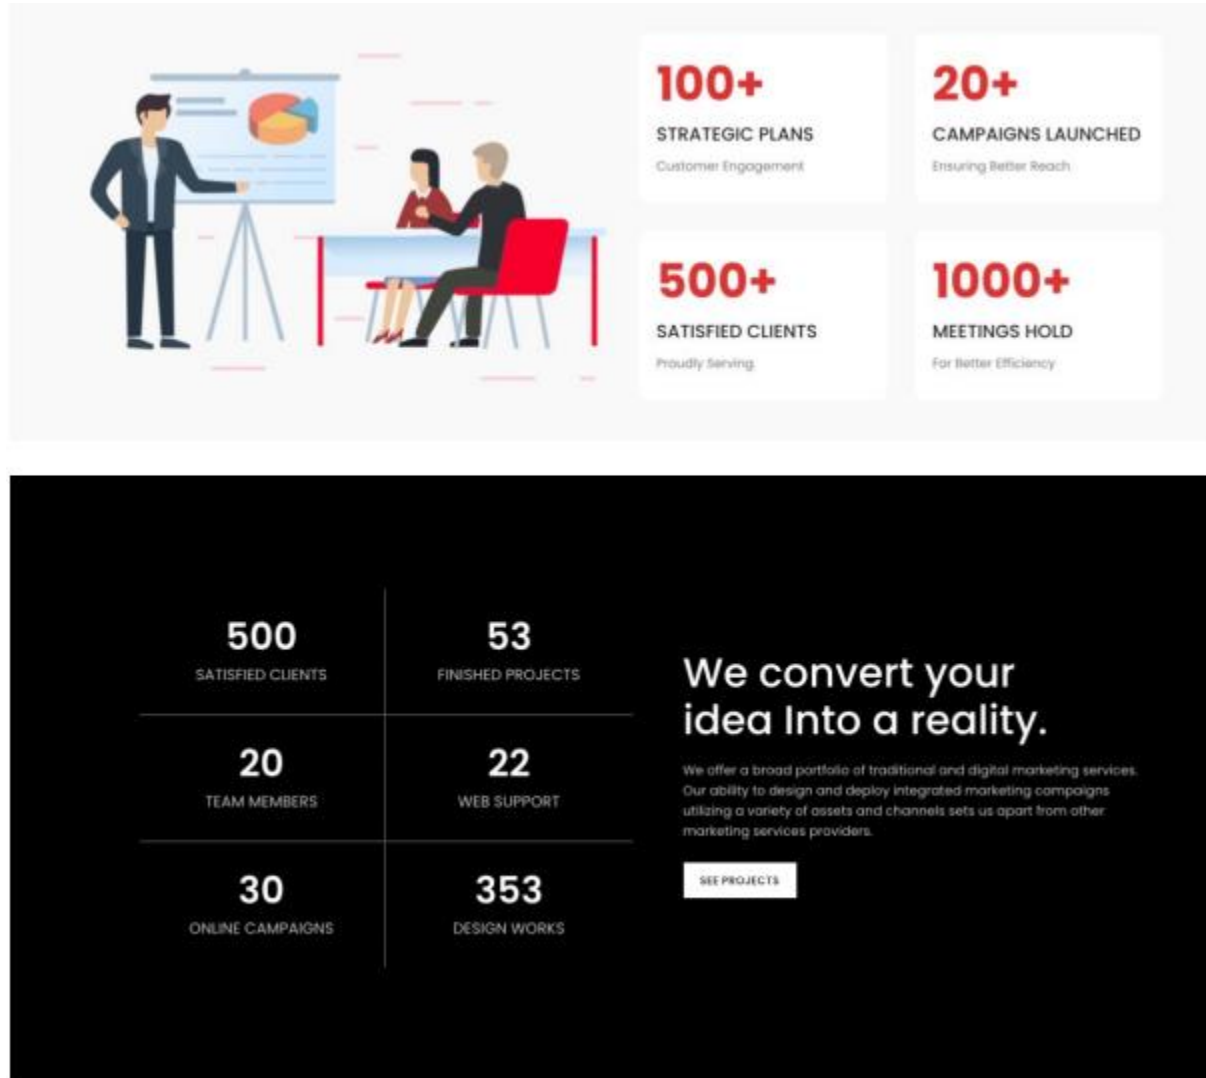 100+
STRATEGIC PLANS
Customer Engagement
20+
CAMPAIGNS LAUNCHED
Ensuring Better Reach
500+
SATISFIED CLIENTS
Proudly Serving
1000+
MEETINGS HOLD
For Better Efficiency
500
SATISFIED CLIENTS
53
FINISHED PROJECTS
20
TEAM MEMBERS
22
WEB SUPPORT
30
ONLINE CAMPAIGNS
353
DESIGN WORKS
We convert your
idea Into a reality.
We offer a broad portfolio of traditional and digital marketing services.
Our ability to design and deploy integrated marketing campaigns
utilizing a variety of assets and channels sets us apart from other
marketing services providers.
SEE PROJECTS